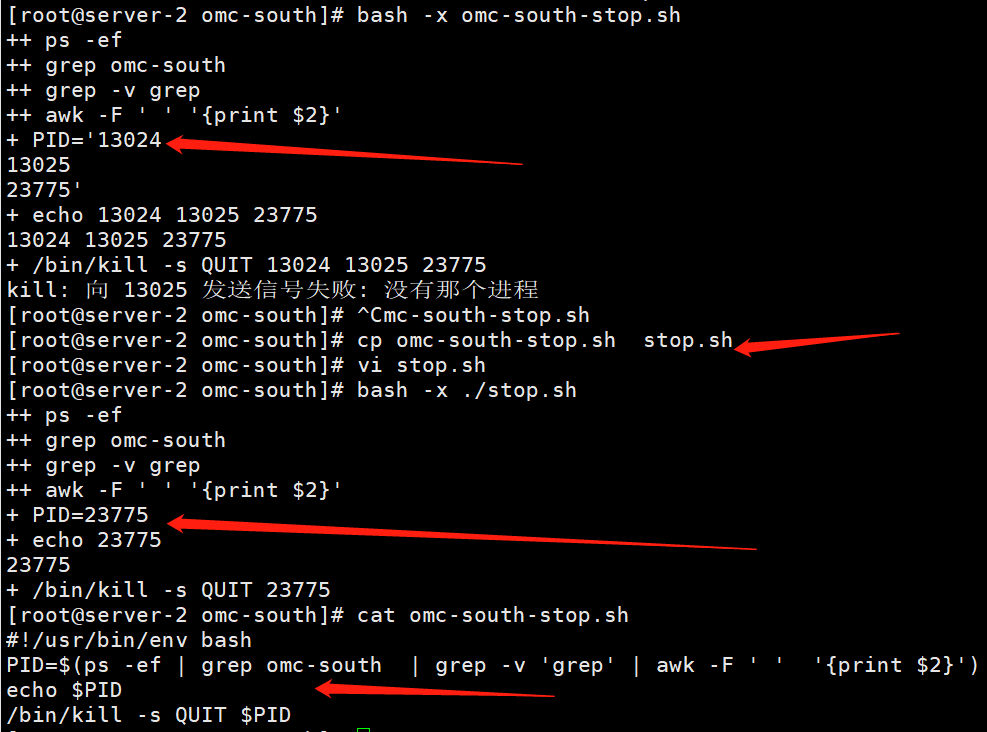 [root@server-2 omc-south]# bash -x omc-south-stop.sh
++ ps -ef
++ grep omc-south
++ grep -v grep
++ awk -F ' ' '{print $2}'
+ PID='13024
13025
23775'
+ echo 13024 13025 23775
13024 13025 23775
+ /bin/kill -s QUIT 13024 13025 23775
kill: 向 13025 发送信号失败: 没有那个进程
[root@server-2 omc-south]# ^Cmc-south-stop.sh
[root@server-2 omc-south]# cp omc-south-stop.sh  stop.sh
[root@server-2 omc-south]# vi stop.sh
[root@server-2 omc-south]# bash -x ./stop.sh
++ ps -ef
++ grep omc-south
++ grep -v grep
++ awk -F ' ' '{print $2}'
+ PID=23775
+ echo 23775
23775
+ /bin/kill -s QUIT 23775
[root@server-2 omc-south]# cat omc-south-stop.sh
#!/usr/bin/env bash
PID=$(ps -ef | grep omc-south  | grep -v 'grep' | awk -F ' '  '{print $2}')
echo $PID
/bin/kill -s QUIT $PID